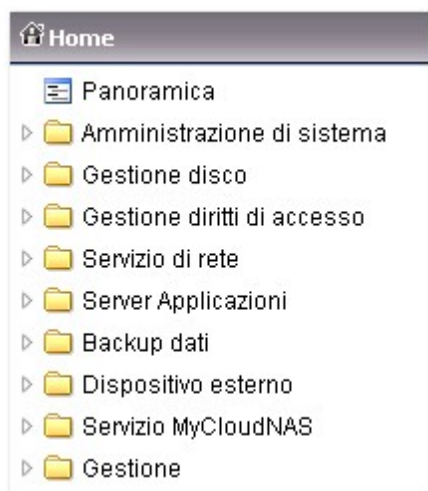 Home
Panoramica
Amministrazione di sistema
Gestione disco
Gestione diritti di accesso
Servizio di rete
Server Applicazioni
Backup dati
Dispositivo esterno
Servizio MyCloudNAS
Gestione